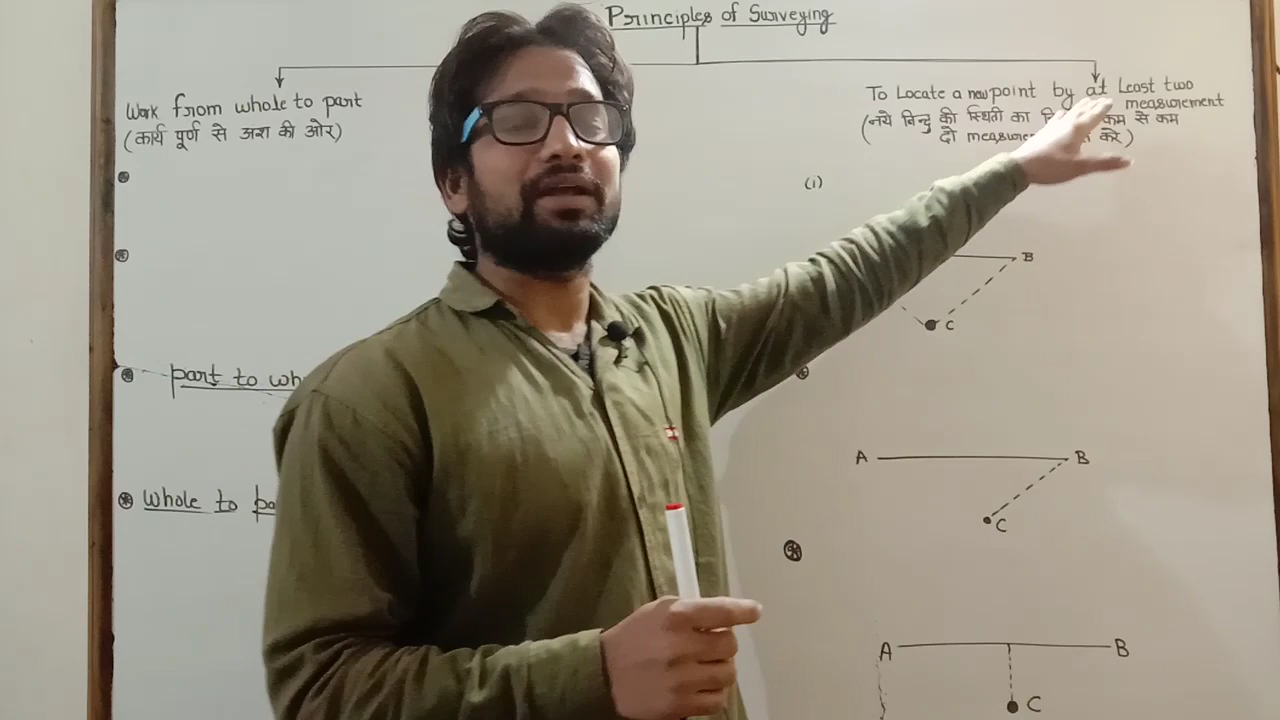 Principles of Surveying
Work from whole to part
(कार्य पूर्ण से अंश की ओर)
part to wh
whole to pa
To Locate a new point by at Least two
measurement
(नये बिन्दु की स्थिती का कम से कम
दो करे)
(i)
B
C
A B
C
A B
C